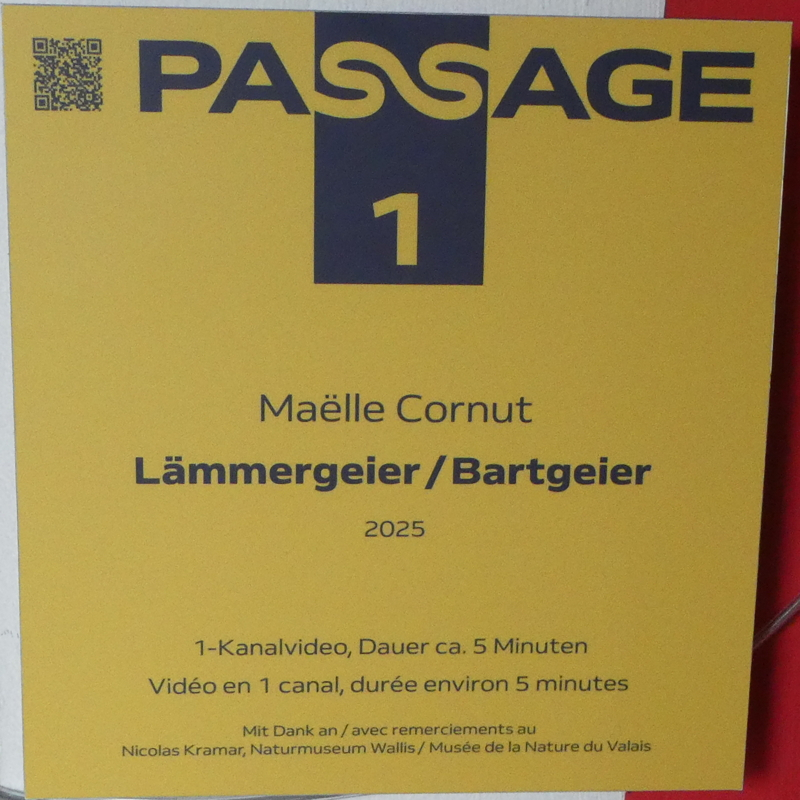 PASSAGE
1
Maëlle Cornut
Lämmergeier / Bartgeier
2025
1-Kanalvideo, Dauer ca. 5 Minuten
Vidéo en 1 canal, durée environ 5 minutes
Mit Dank an / avec remerciements au
Nicolas Kramar, Naturmuseum Wallis / Musée de la Nature du Valais